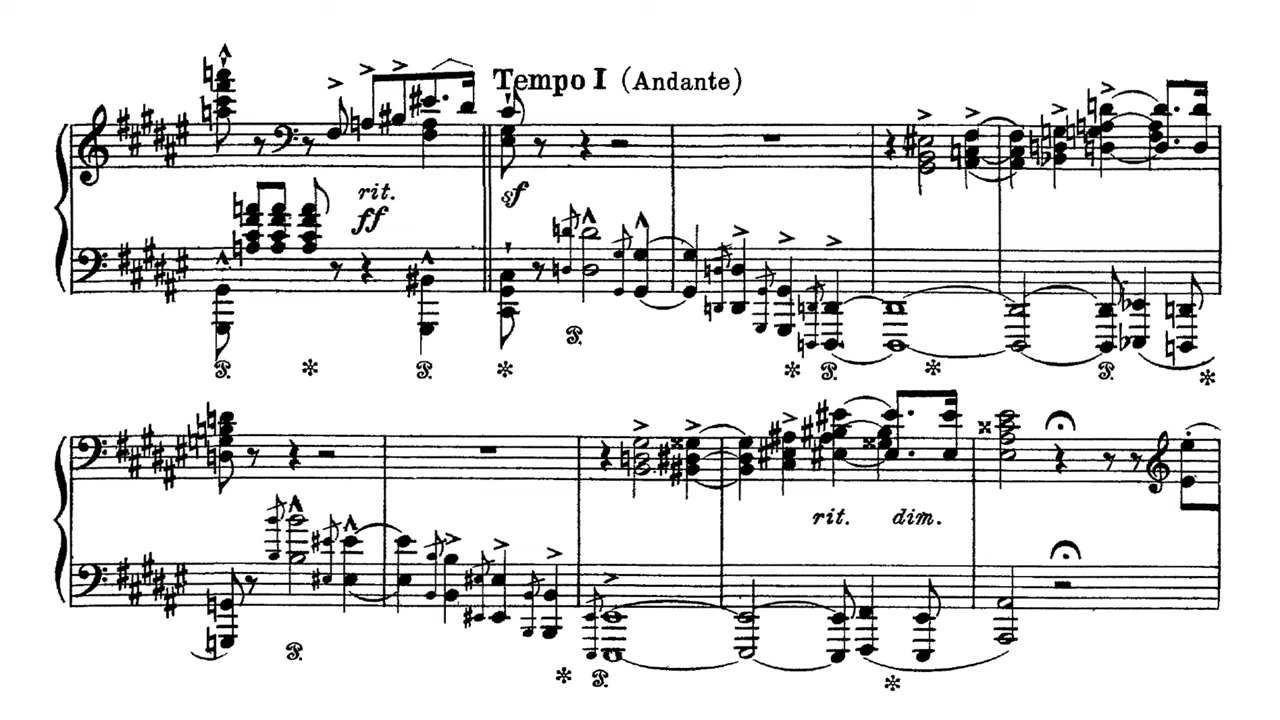 Tempo I (Andante)
rit.
ff
sf
rit. dim.